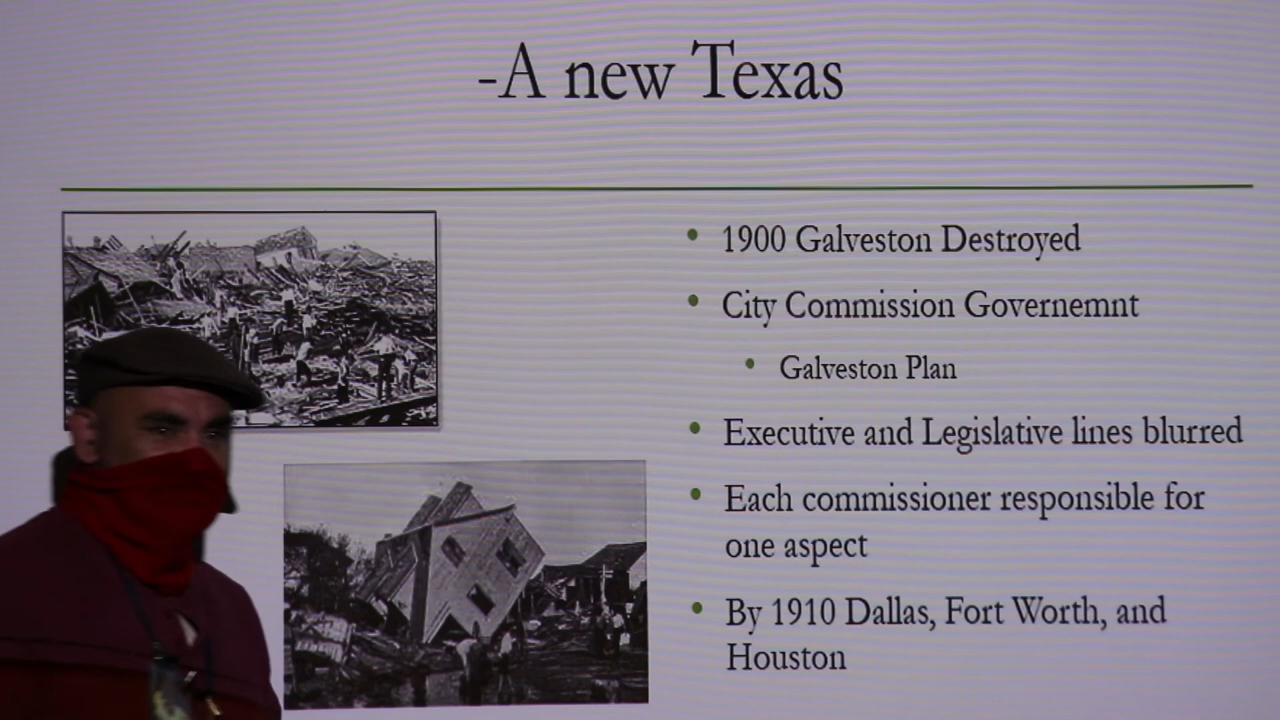 -A new Texas
1900 Galveston Destroyed
City Commission Governemnt
Galveston Plan
Executive and Legislative lines blurred
Each commissioner responsible for
one aspect
By 1910 Dallas, Fort Worth, and
Houston